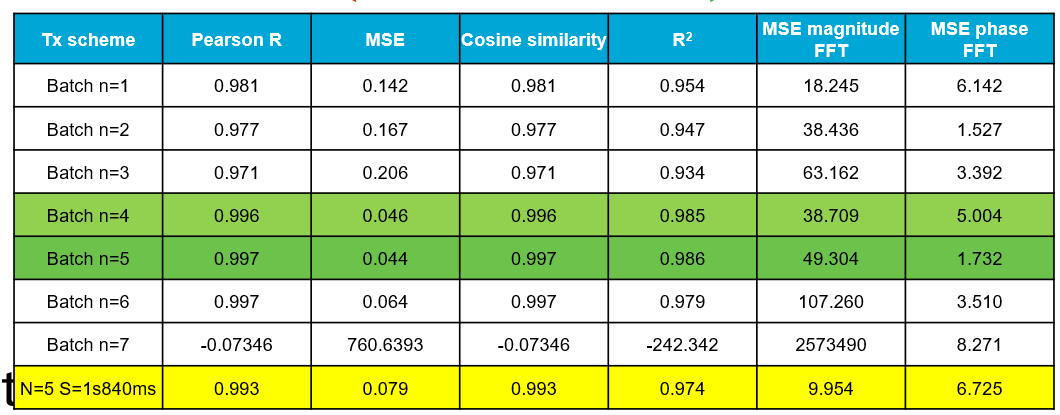 Tx scheme Pearson R MSE Cosine similarity R² MSE magnitude FFT MSE phase FFT
Batch n=1 0.981 0.142 0.981 0.954 18.245 6.142
Batch n=2 0.977 0.167 0.977 0.947 38.436 1.527
Batch n=3 0.971 0.206 0.971 0.934 63.162 3.392
Batch n=4 0.996 0.046 0.996 0.985 38.709 5.004
Batch n=5 0.997 0.044 0.997 0.986 49.304 1.732
Batch n=6 0.997 0.064 0.997 0.979 107.260 3.510
Batch n=7 -0.07346 760.6393 -0.07346 -242.342 2573490 8.271
t N=5 S=1s840ms 0.993 0.079 0.993 0.974 9.954 6.725